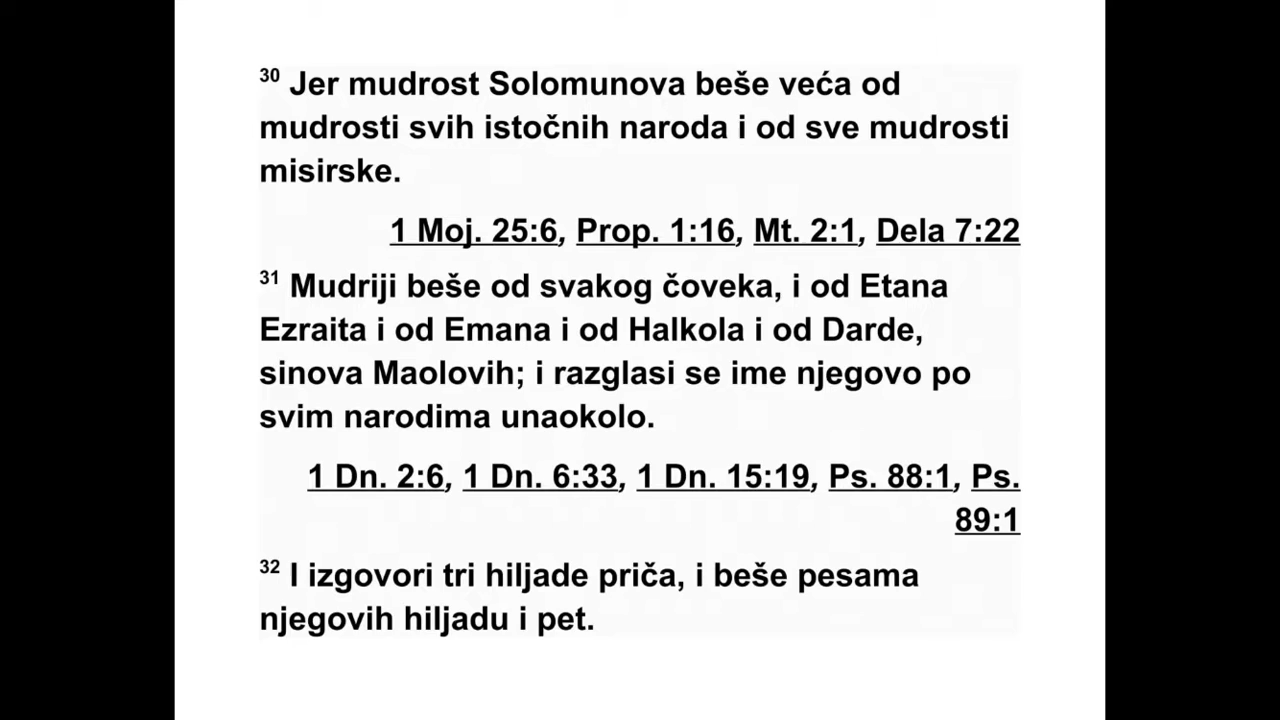 30 Jer mudrost Solomunova beše veća od
mudrosti svih istočnih naroda i od sve mudrosti
misirske.
1 Moj. 25:6, Prop. 1:16, Mt. 2:1, Dela 7:22
31 Mudriji beše od svakog čoveka, i od Etana
Ezraita i od Emana i od Halkola i od Darde,
sinova Maolovih; i razglasi se ime njegovo po
svim narodima unaokolo.
1 Dn. 2:6, 1 Dn. 6:33, 1 Dn. 15:19, Ps. 88:1, Ps.
89:1
32 I izgovori tri hiljade priča, i beše pesama
njegovih hiljadu i pet.